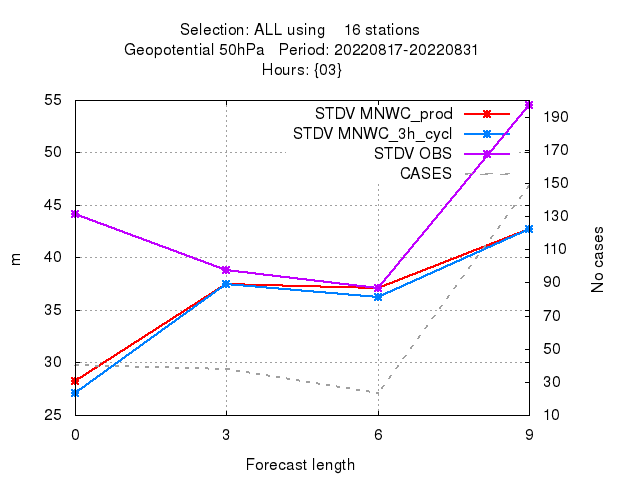 Selection: ALL using    16 stations
Geopotential 50hPa   Period: 20220817-20220831
Hours: {03}
STDV MNWC_prod
STDV MNWC_3h_cycl
STDV OBS
CASES
55
50
45
40
35
30
25
m
190
170
150
130
110
90
70
50
30
10
No cases
0 3 6 9
Forecast length